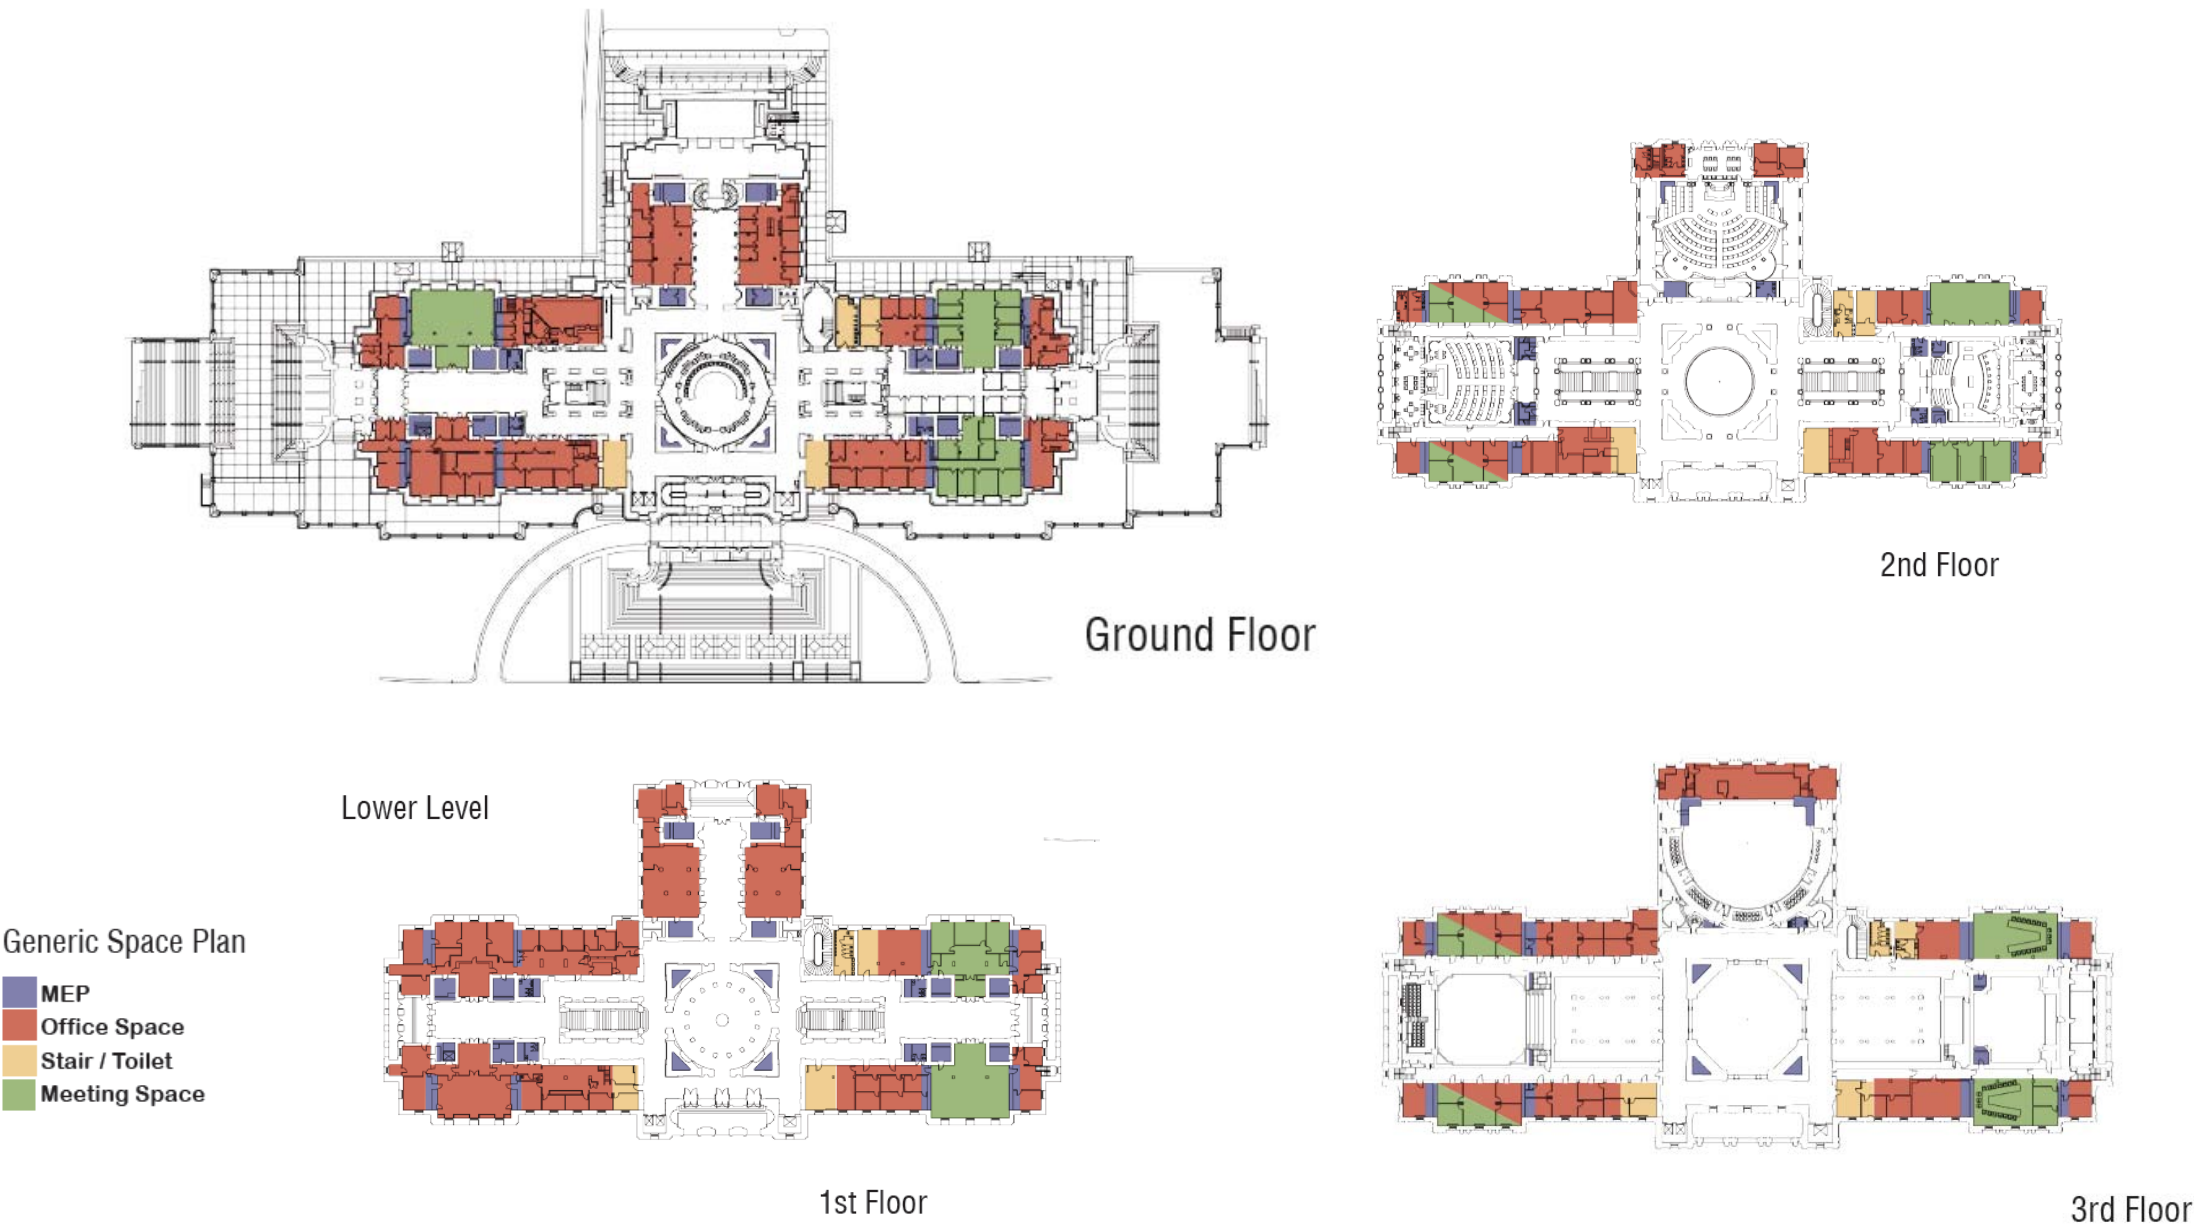 2nd Floor
Ground Floor
Lower Level
Generic Space Plan
MEP
Office Space
Stair / Toilet
Meeting Space
1st Floor
3rd Floor